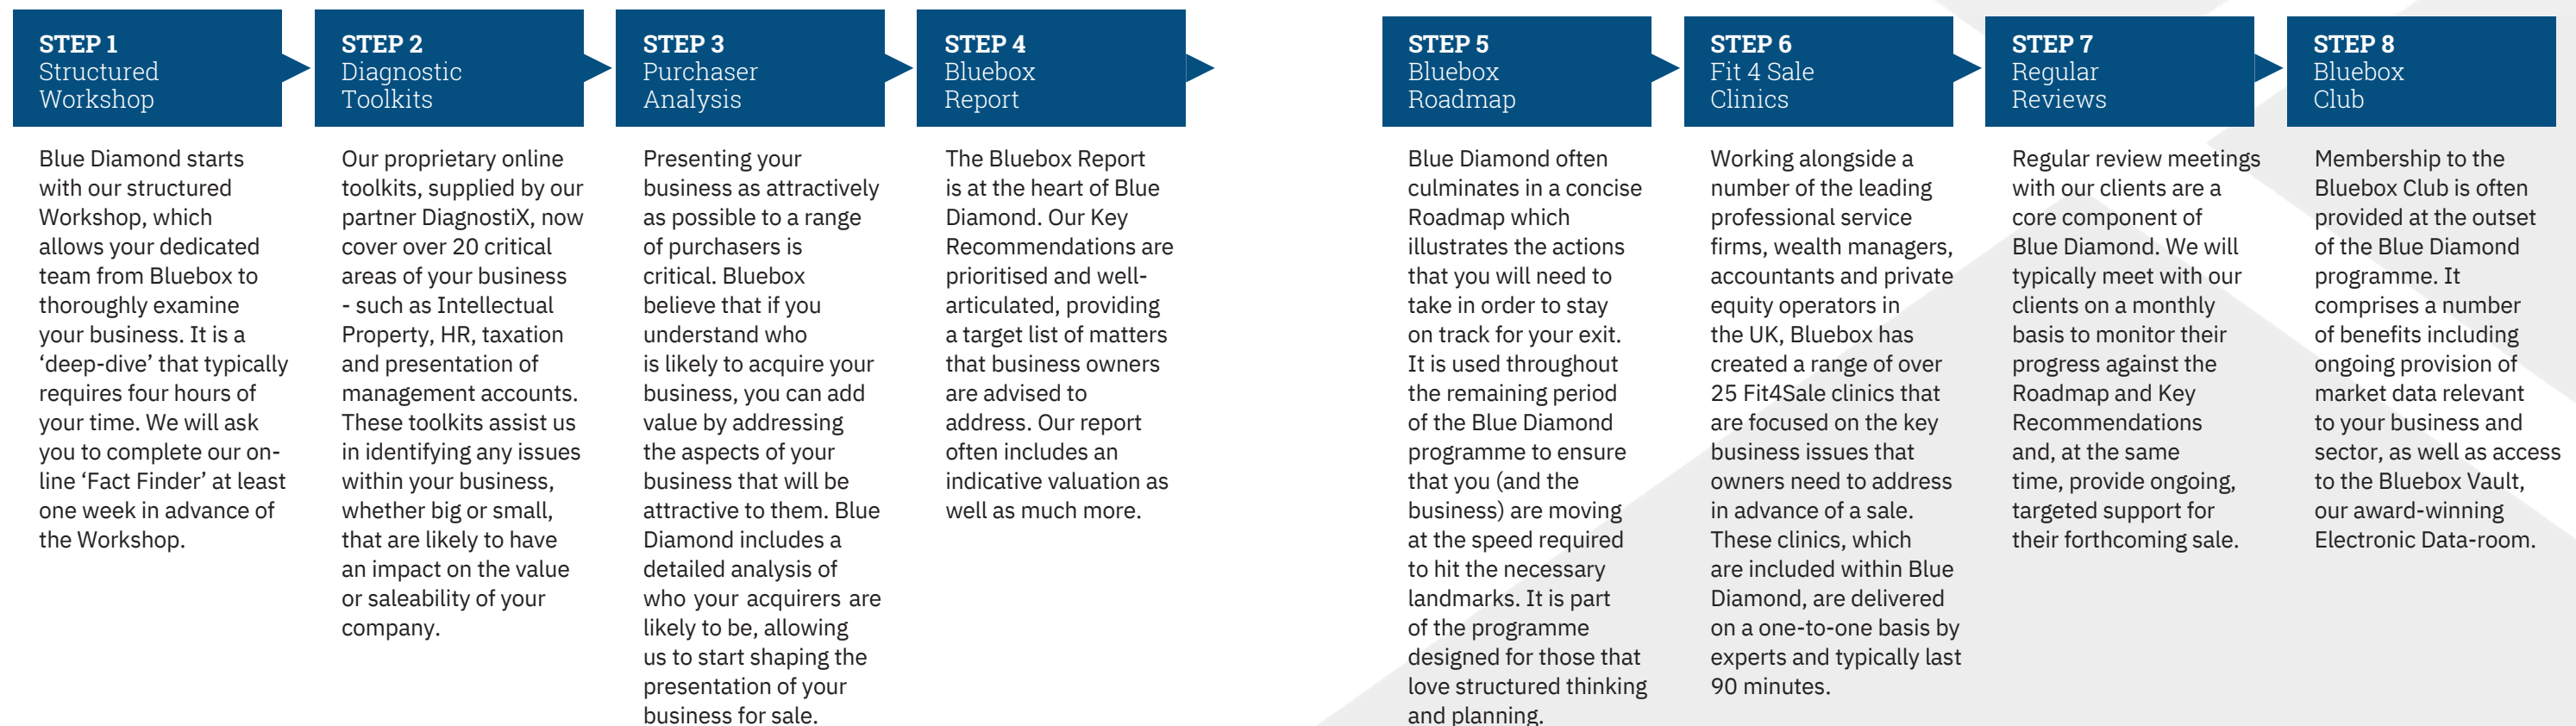 STEP 1
Structured
Workshop
Blue Diamond starts
with our structured
Workshop, which
allows your dedicated
team from Bluebox to
thoroughly examine
your business. It is a
‘deep-dive’ that typically
requires four hours of
your time. We will ask
you to complete our on-
line ‘Fact Finder’ at least
one week in advance of
the Workshop.
STEP 2
Diagnostic
Toolkits
Our proprietary online
toolkits, supplied by our
partner DiagnostiX, now
cover over 20 critical
areas of your business
- such as Intellectual
Property, HR, taxation
and presentation of
management accounts.
These toolkits assist us
in identifying any issues
within your business,
whether big or small,
that are likely to have
an impact on the value
or saleability of your
company.
STEP 3
Purchaser
Analysis
Presenting your
business as attractively
as possible to a range
of purchasers is
critical. Bluebox
believe that if you
understand who
is likely to acquire your
business, you can add
value by addressing
the aspects of your
business that will be
attractive to them. Blue
Diamond includes a
detailed analysis of
who your acquirers are
likely to be, allowing
us to start shaping the
presentation of your
business for sale.
STEP 4
Bluebox
Report
The Bluebox Report
is at the heart of Blue
Diamond. Our Key
Recommendations are
prioritised and well-
articulated, providing
a target list of matters
that business owners
are advised to
address. Our report
often includes an
indicative valuation as
well as much more.
STEP 5
Bluebox
Roadmap
Blue Diamond often
culminates in a concise
Roadmap which
illustrates the actions
that you will need to
take in order to stay
on track for your exit.
It is used throughout
the remaining period
of the Blue Diamond
programme to ensure
that you (and the
business) are moving
at the speed required
to hit the necessary
landmarks. It is part
of the programme
designed for those that
love structured thinking
and planning.
STEP 6
Fit 4 Sale
Clinics
Working alongside a
number of the leading
professional service
firms, wealth managers,
accountants and private
equity operators in
the UK, Bluebox has
created a range of over
25 Fit4Sale clinics that
are focused on the key
business issues that
owners need to address
in advance of a sale.
These clinics, which
are included within Blue
Diamond, are delivered
on a one-to-one basis by
experts and typically last
90 minutes.
STEP 7
Regular
Reviews
Regular review meetings
with our clients are a
core component of
Blue Diamond. We will
typically meet with our
clients on a monthly
basis to monitor their
progress against the
Roadmap and Key
Recommendations
and, at the same
time, provide ongoing,
targeted support for
their forthcoming sale.
STEP 8
Bluebox
Club
Membership to the
Bluebox Club is often
provided at the outset
of the Blue Diamond
programme. It
comprises a number
of benefits including
ongoing provision of
market data relevant
to your business and
sector, as well as access
to the Bluebox Vault,
our award-winning
Electronic Data-room.